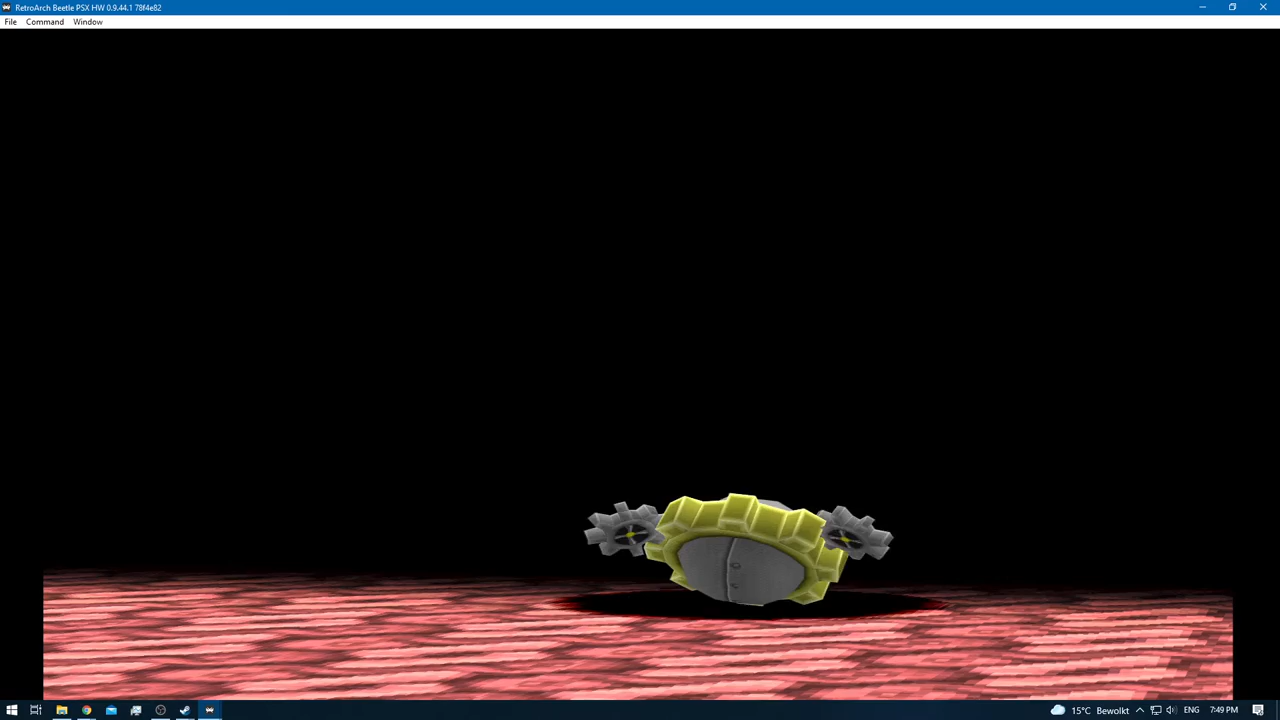 RetroArch Beetle PSX HW 0.9.44.1 78f4e82
File Command Window
15°C Bewolkt ENG 7:49 PM